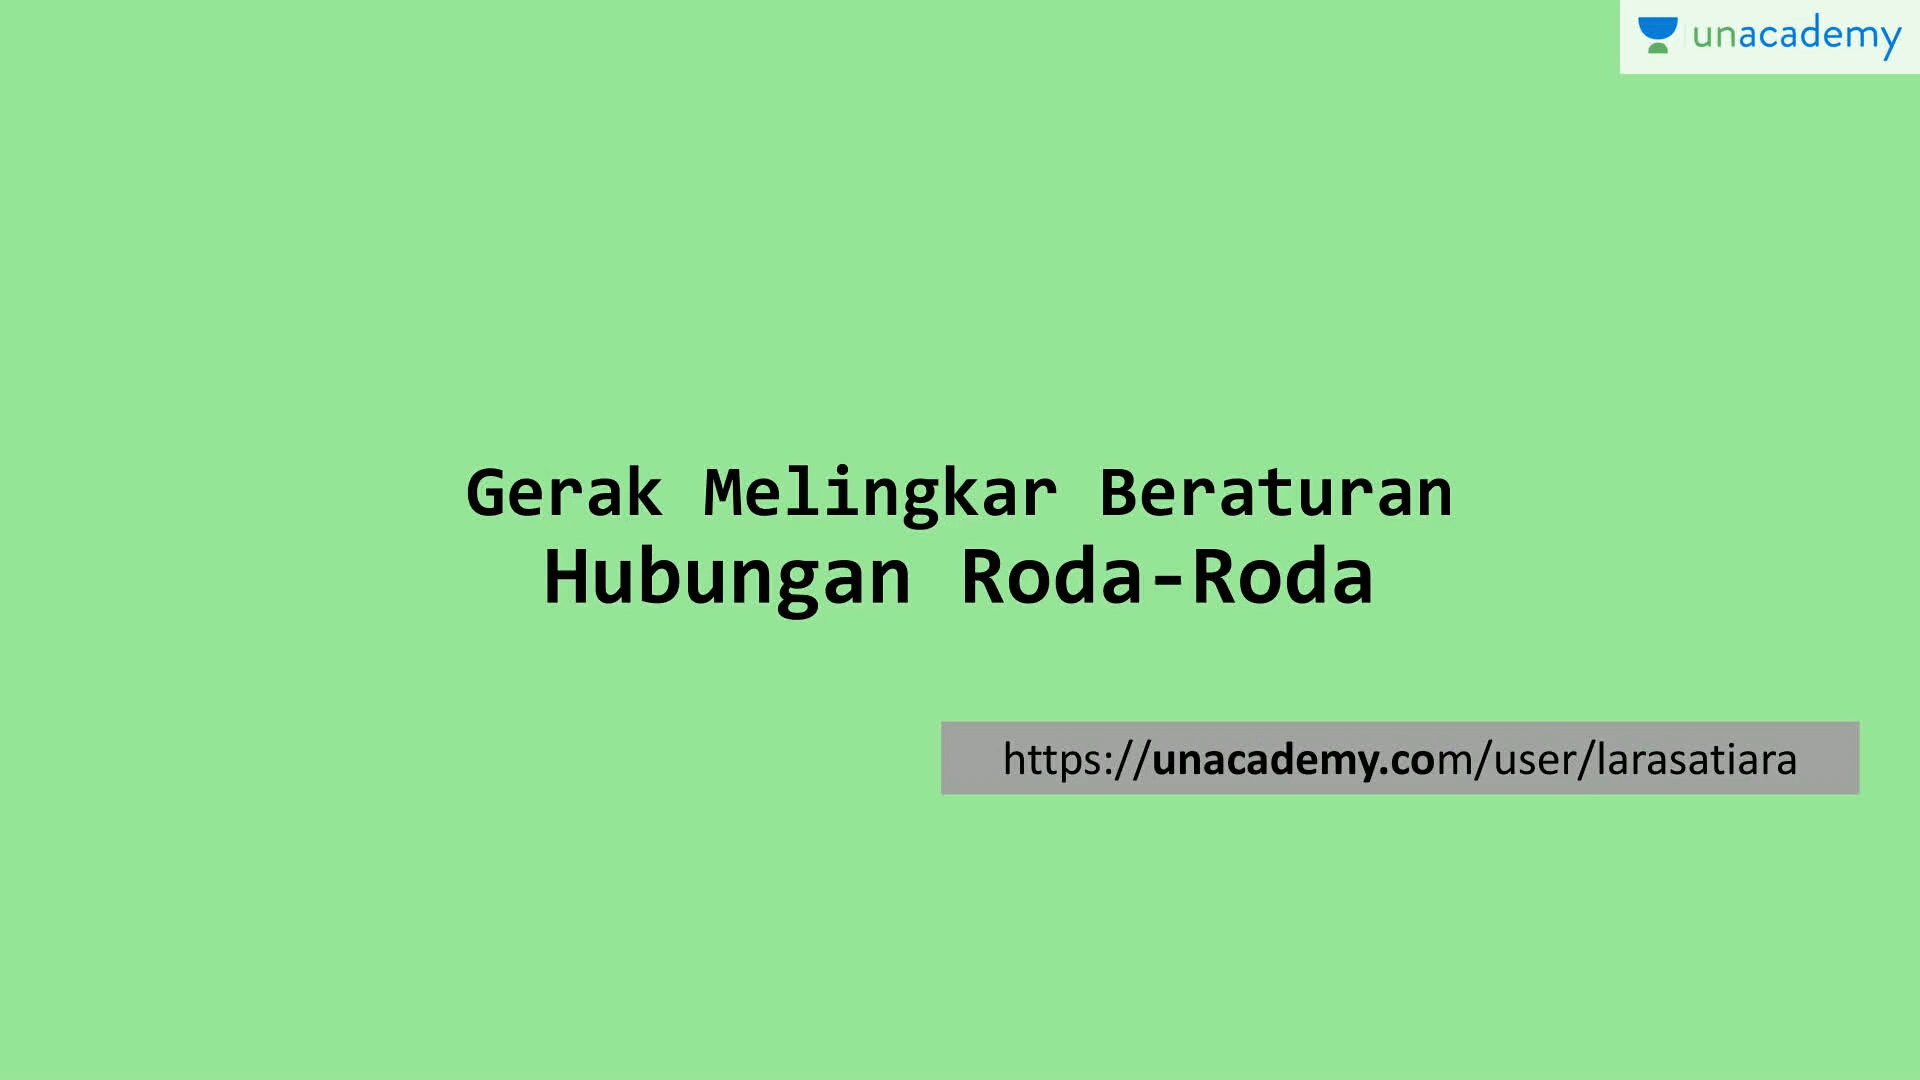 unacademy
Gerak Melingkar Beraturan
Hubungan Roda-Roda
https://unacademy.com/user/larasatiara